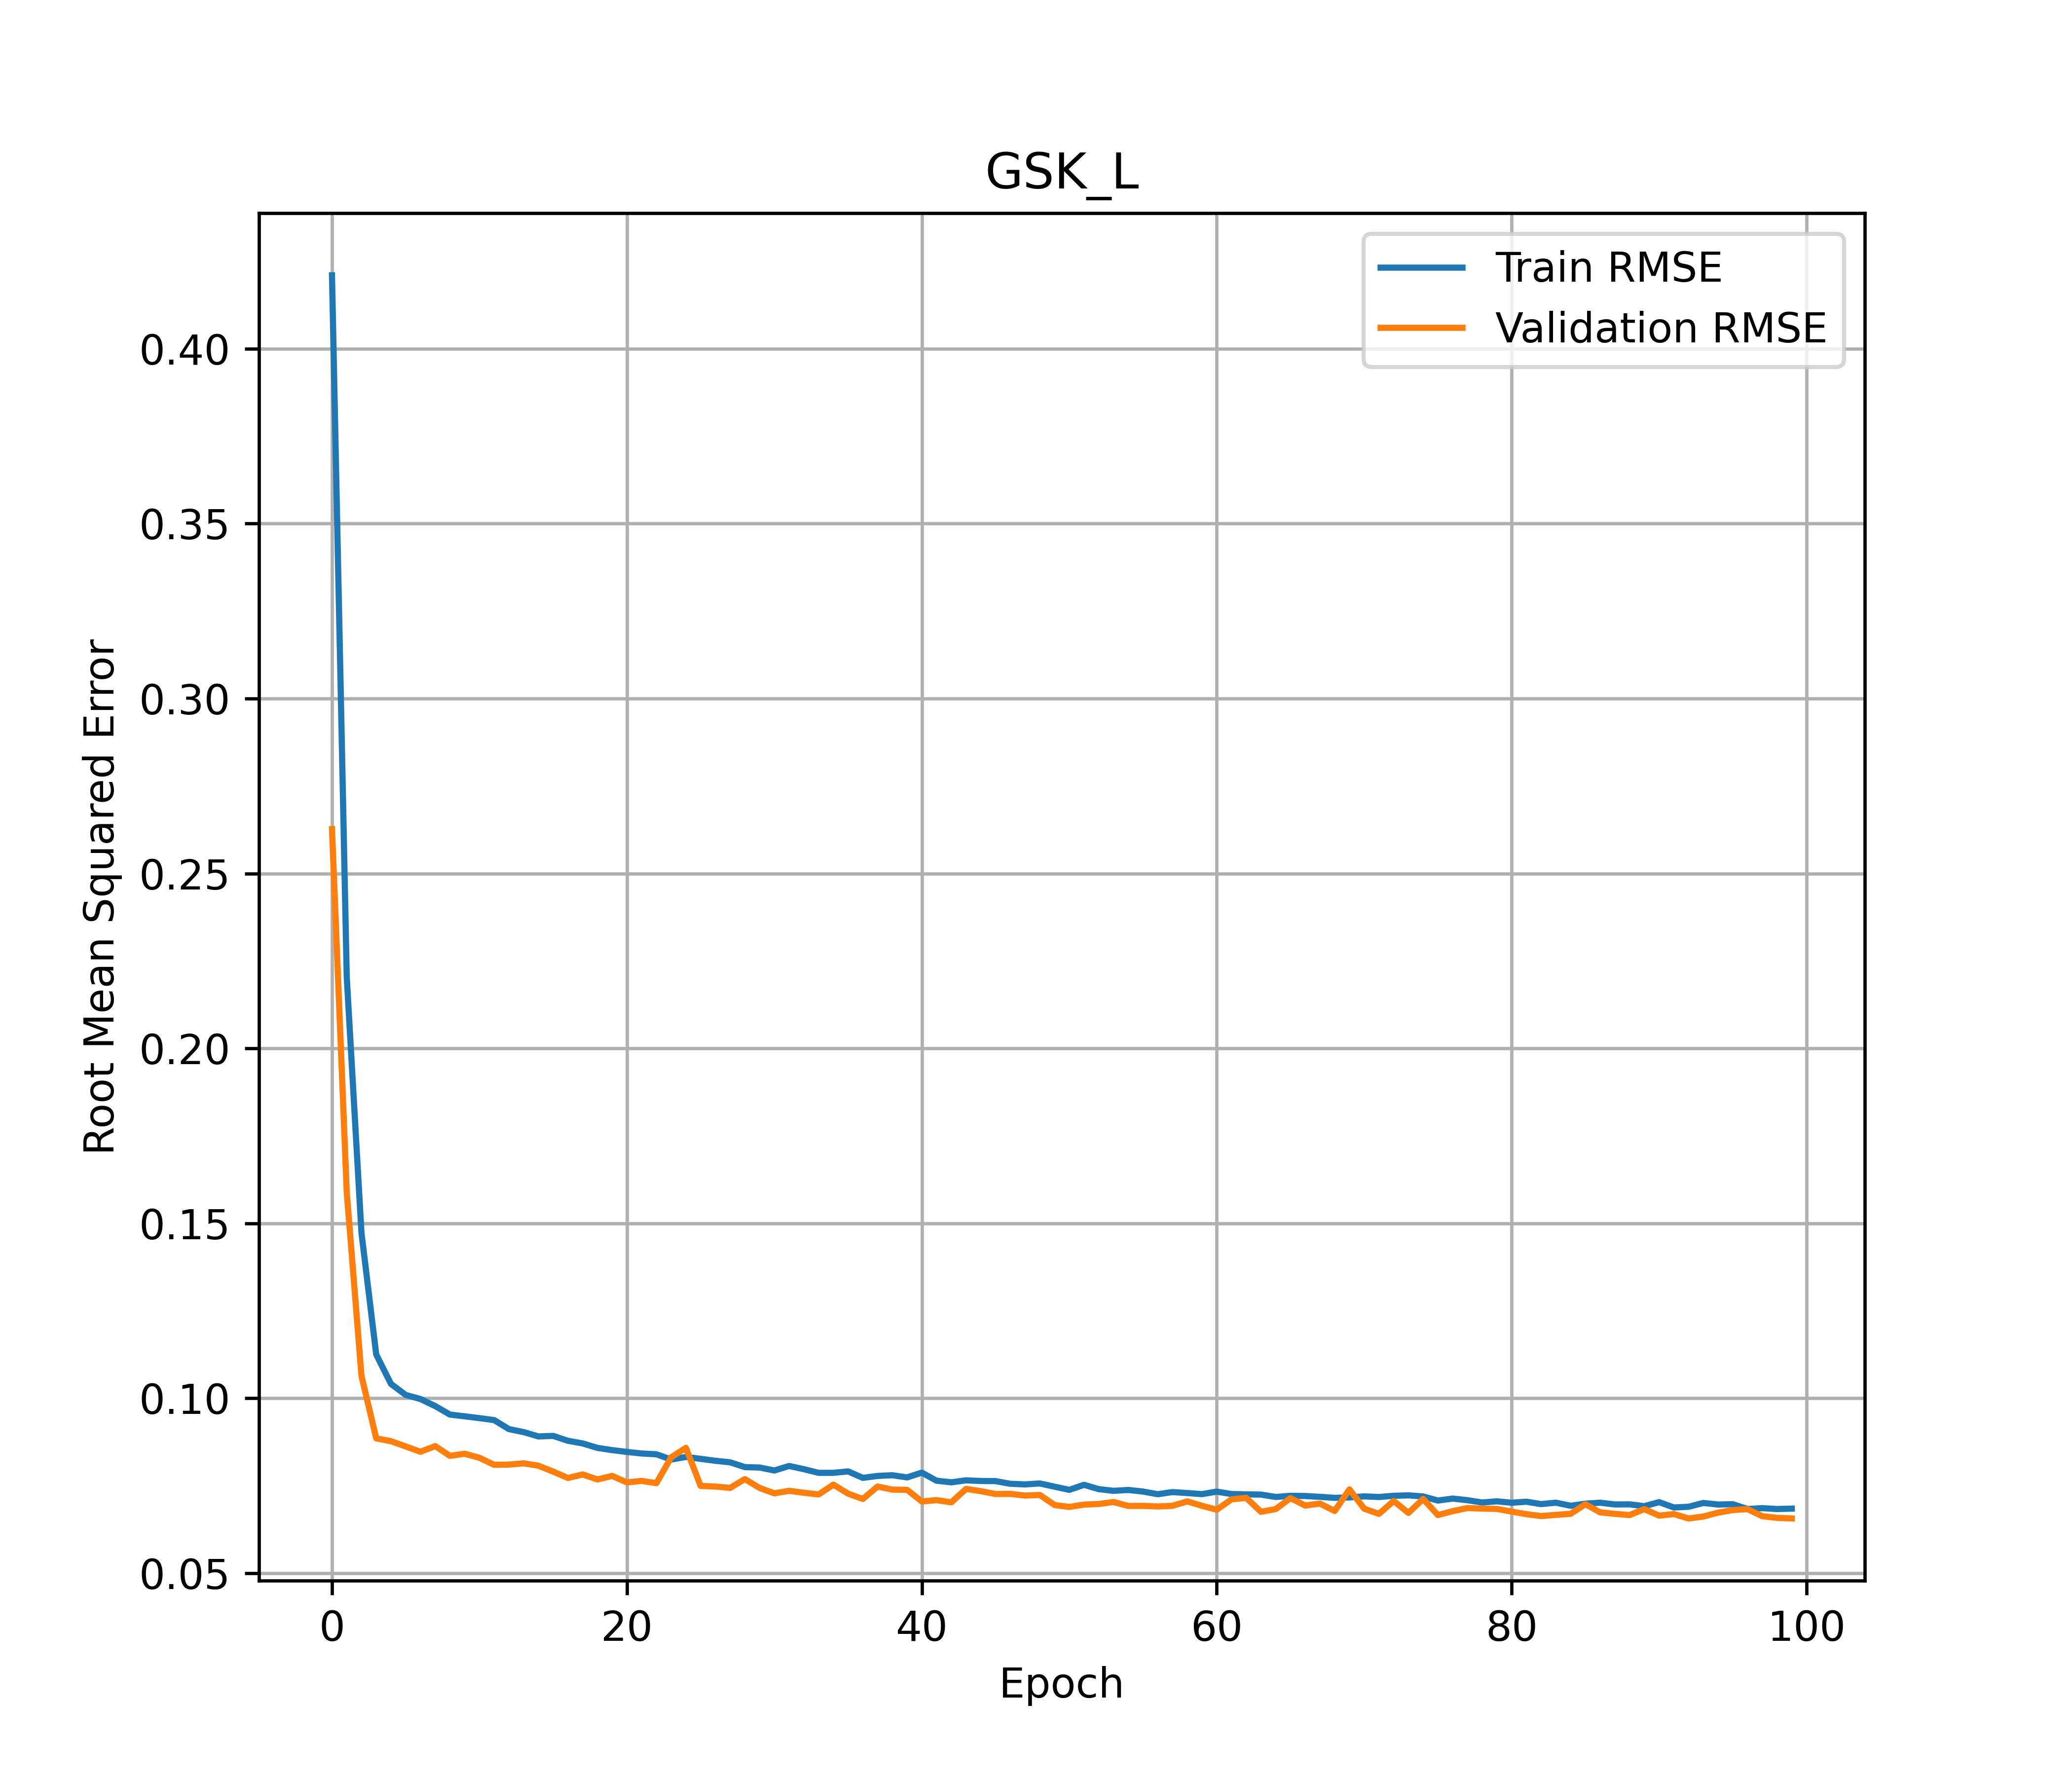 GSK_L
Train RMSE
Validation RMSE
Root Mean Squared Error
0.40
0.35
0.30
0.25
0.20
0.15
0.10
0.05
0 20 40 60 80 100
Epoch